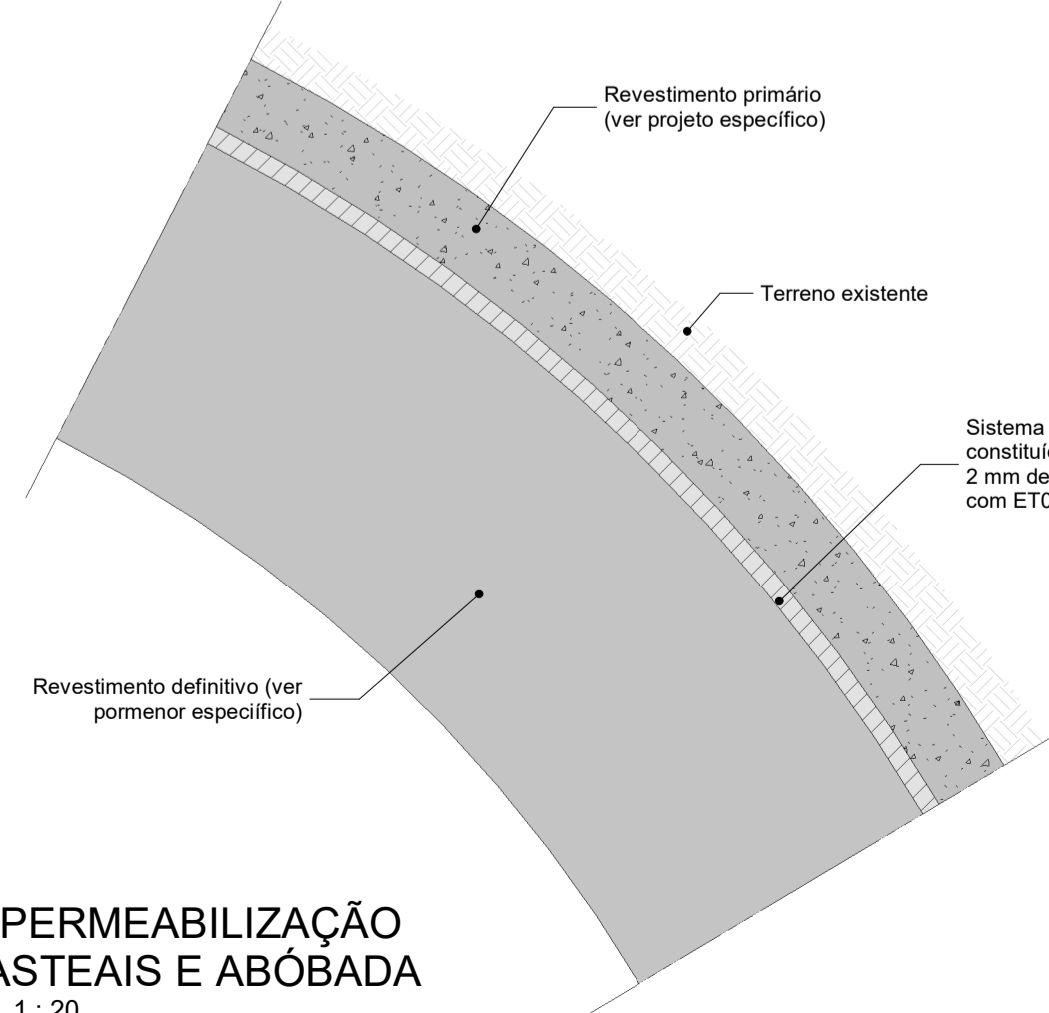 Revestimento primário
(ver projeto específico)
Terreno existente
Sistema
constituí
2 mm de
com ET0
Revestimento definitivo (ver
pormenor especiífico)
PERMEABILIZAÇÃO
ASTEAIS E ABÓBADA
1 : 20